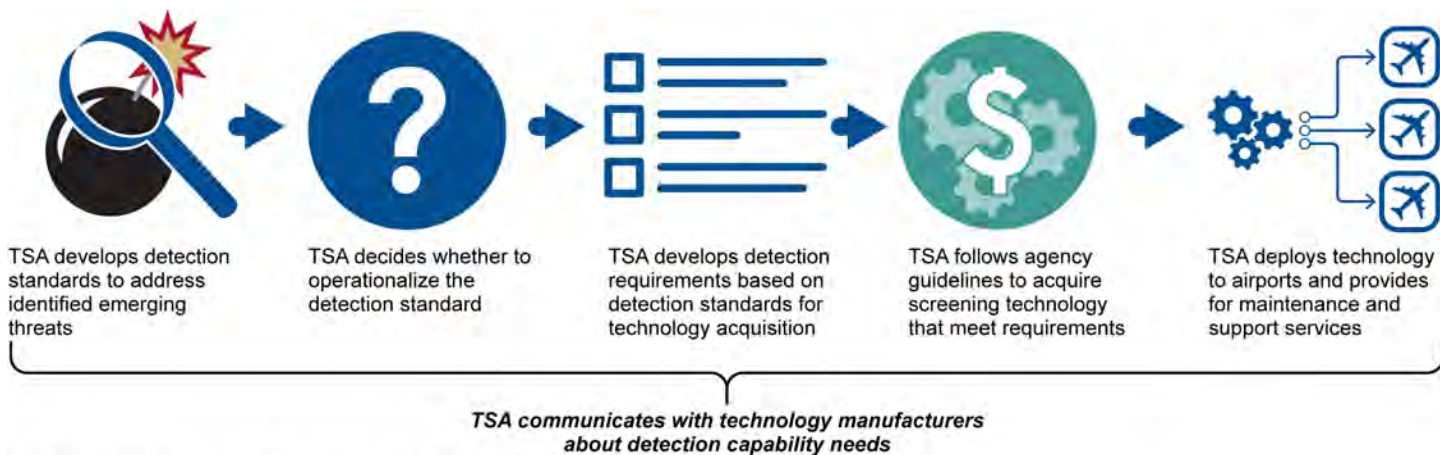 TSA develops detection
standards to address
identified emerging
threats
TSA decides whether to
operationalize the
detection standard
TSA develops detection
requirements based on
detection standards for
technology acquisition
TSA follows agency
guidelines to acquire
screening technology
that meet requirements
TSA deploys technology
to airports and provides
for maintenance and
support services
TSA communicates with technology manufacturers
about detection capability needs